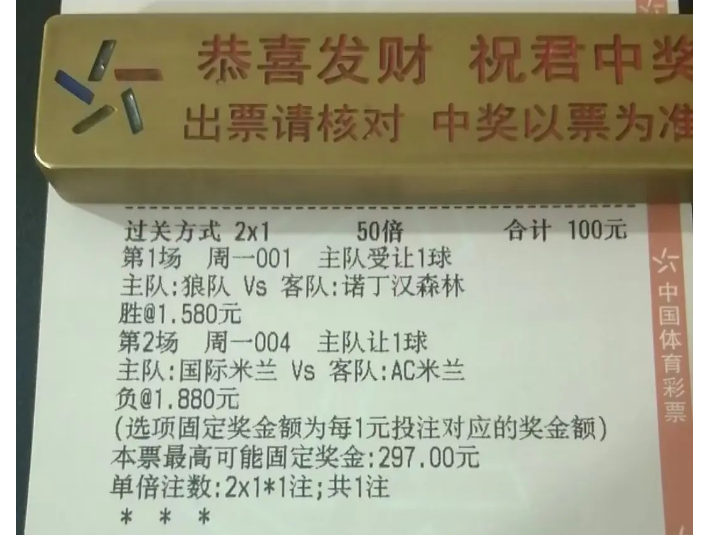 恭喜发财 祝君中奖
出票请核对 中奖以票为准
过关方式 2x1 50倍 合计 100元
第1场 周一001 主队受让1球
主队:狼队 Vs 客队:诺丁汉森林
胜@1.580元
第2场 周一004 主队让1球
主队:国际米兰 Vs 客队:AC米兰
负@1.880元
(选项固定奖金额为每1元投注对应的奖金额)
本票最高可能固定奖金:297.00元
单倍注数:2x1*1注;共1注
* * *
中国体育彩票